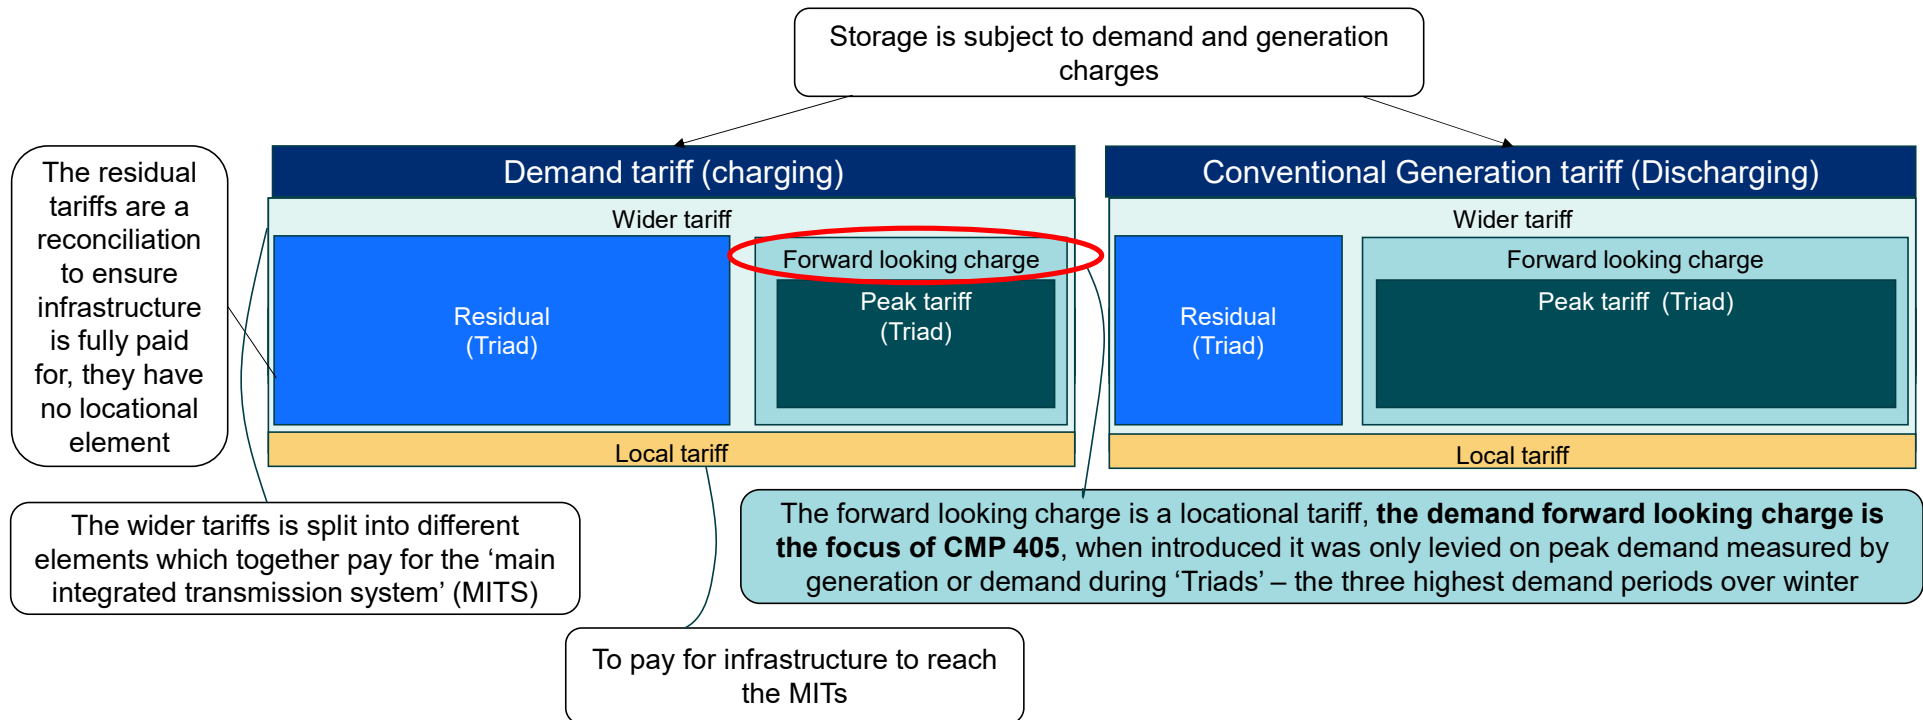 Storage is subject to demand and generation
charges
The residual
tariffs are a
reconciliation
to ensure
infrastructure
is fully paid
for, they have
no locational
element
Demand tariff (charging)
Wider tariff
Residual
(Triad)
Forward looking charge
Peak tariff
(Triad)
Local tariff
Conventional Generation tariff (Discharging)
Wider tariff
Residual
(Triad)
Forward looking charge
Peak tariff (Triad)
Local tariff
The wider tariffs is split into different
elements which together pay for the ‘main
integrated transmission system’ (MITS)
The forward looking charge is a locational tariff, the demand forward looking charge is
the focus of CMP 405, when introduced it was only levied on peak demand measured by
generation or demand during ‘Triads’ – the three highest demand periods over winter
To pay for infrastructure to reach
the MITs